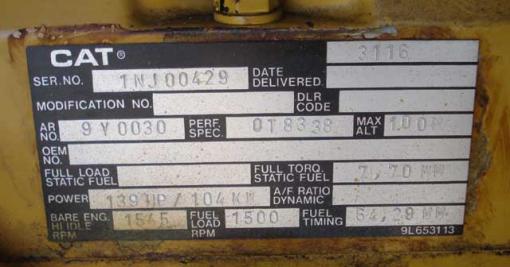 CAT® 3116
SER. NO. 1NJ00429 DATE DELIVERED
MODIFICATION NO. DLR CODE
AR NO. 9Y0030 PERF. SPEC. 0T8338 MAX ALT 100
OEM NO.
FULL LOAD STATIC FUEL FULL TORQ STATIC FUEL 7,70 MM
POWER 139HP / 104KW A/F RATIO DYNAMIC
BARE ENG. HI IDLE RPM 1545 FUEL LOAD RPM 1500 FUEL TIMING 64,29 MM
9L653113